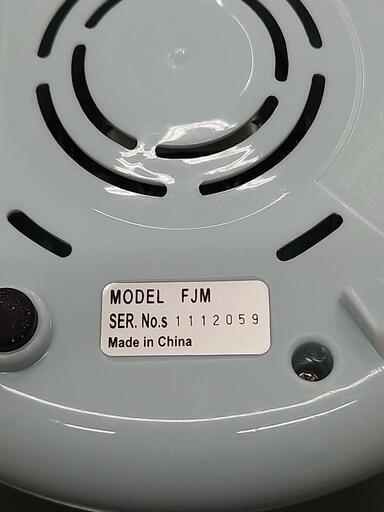 MODEL FJM
SER. No.s 1112059
Made in China